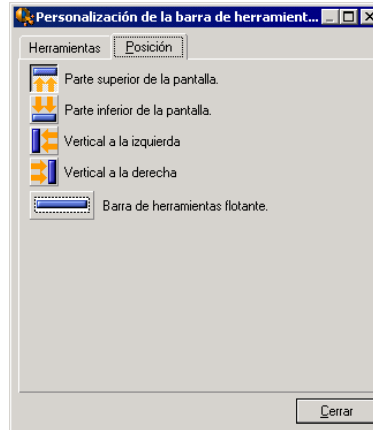 Personalización de la barra de herramient...
Herramientas Posición
Parte superior de la pantalla.
Parte inferior de la pantalla.
Vertical a la izquierda
Vertical a la derecha
Barra de herramientas flotante.
Cerrar